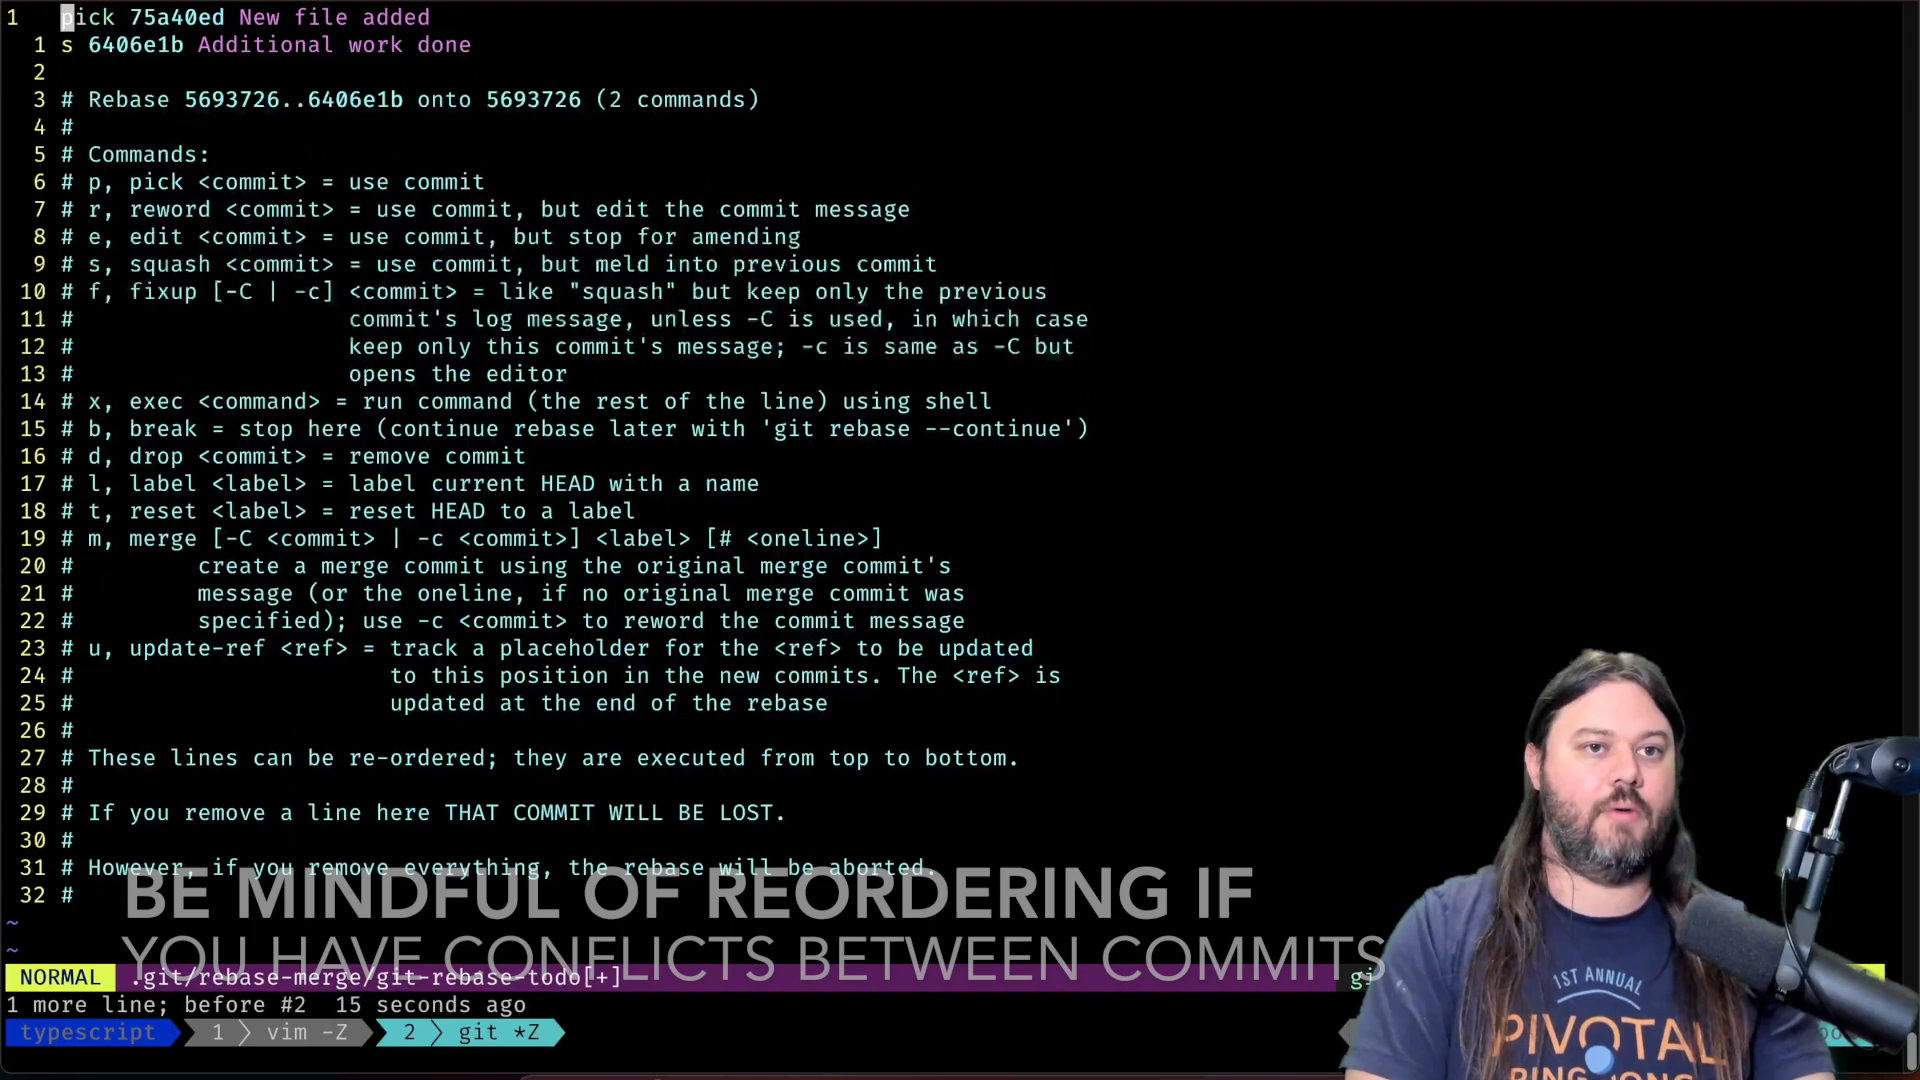 1   pick 75a40ed New file added
1 s 6406e1b Additional work done
2
3 # Rebase 5693726..6406e1b onto 5693726 (2 commands)
4 #
5 # Commands:
6 # p, pick <commit> = use commit
7 # r, reword <commit> = use commit, but edit the commit message
8 # e, edit <commit> = use commit, but stop for amending
9 # s, squash <commit> = use commit, but meld into previous commit
10 # f, fixup [-C | -c] <commit> = like "squash" but keep only the previous
11 #                    commit's log message, unless -C is used, in which case
12 #                    keep only this commit's message; -c is same as -C but
13 #                    opens the editor
14 # x, exec <command> = run command (the rest of the line) using shell
15 # b, break = stop here (continue rebase later with 'git rebase --continue')
16 # d, drop <commit> = remove commit
17 # l, label <label> = label current HEAD with a name
18 # t, reset <label> = reset HEAD to a label
19 # m, merge [-C <commit> | -c <commit>] <label> [# <oneline>]
20 #         create a merge commit using the original merge commit's
21 #         message (or the oneline, if no original merge commit was
22 #         specified); use -c <commit> to reword the commit message
23 # u, update-ref <ref> = track a placeholder for the <ref> to be updated
24 #                       to this position in the new commits. The <ref> is
25 #                       updated at the end of the rebase
26 #
27 # These lines can be re-ordered; they are executed from top to bottom.
28 #
29 # If you remove a line here THAT COMMIT WILL BE LOST.
30 #
31 # However, if you remove everything, the rebase will be aborted.
32 #
~
~
BE MINDFUL OF REORDERING IF
YOU HAVE CONFLICTS BETWEEN COMMITS
NORMAL .git/rebase-merge/git-rebase-todo[+]
1 more line; before #2  15 seconds ago
typescript 1 vim -Z 2 git *Z
1ST ANNUAL
PIVOTAL
PING PONG